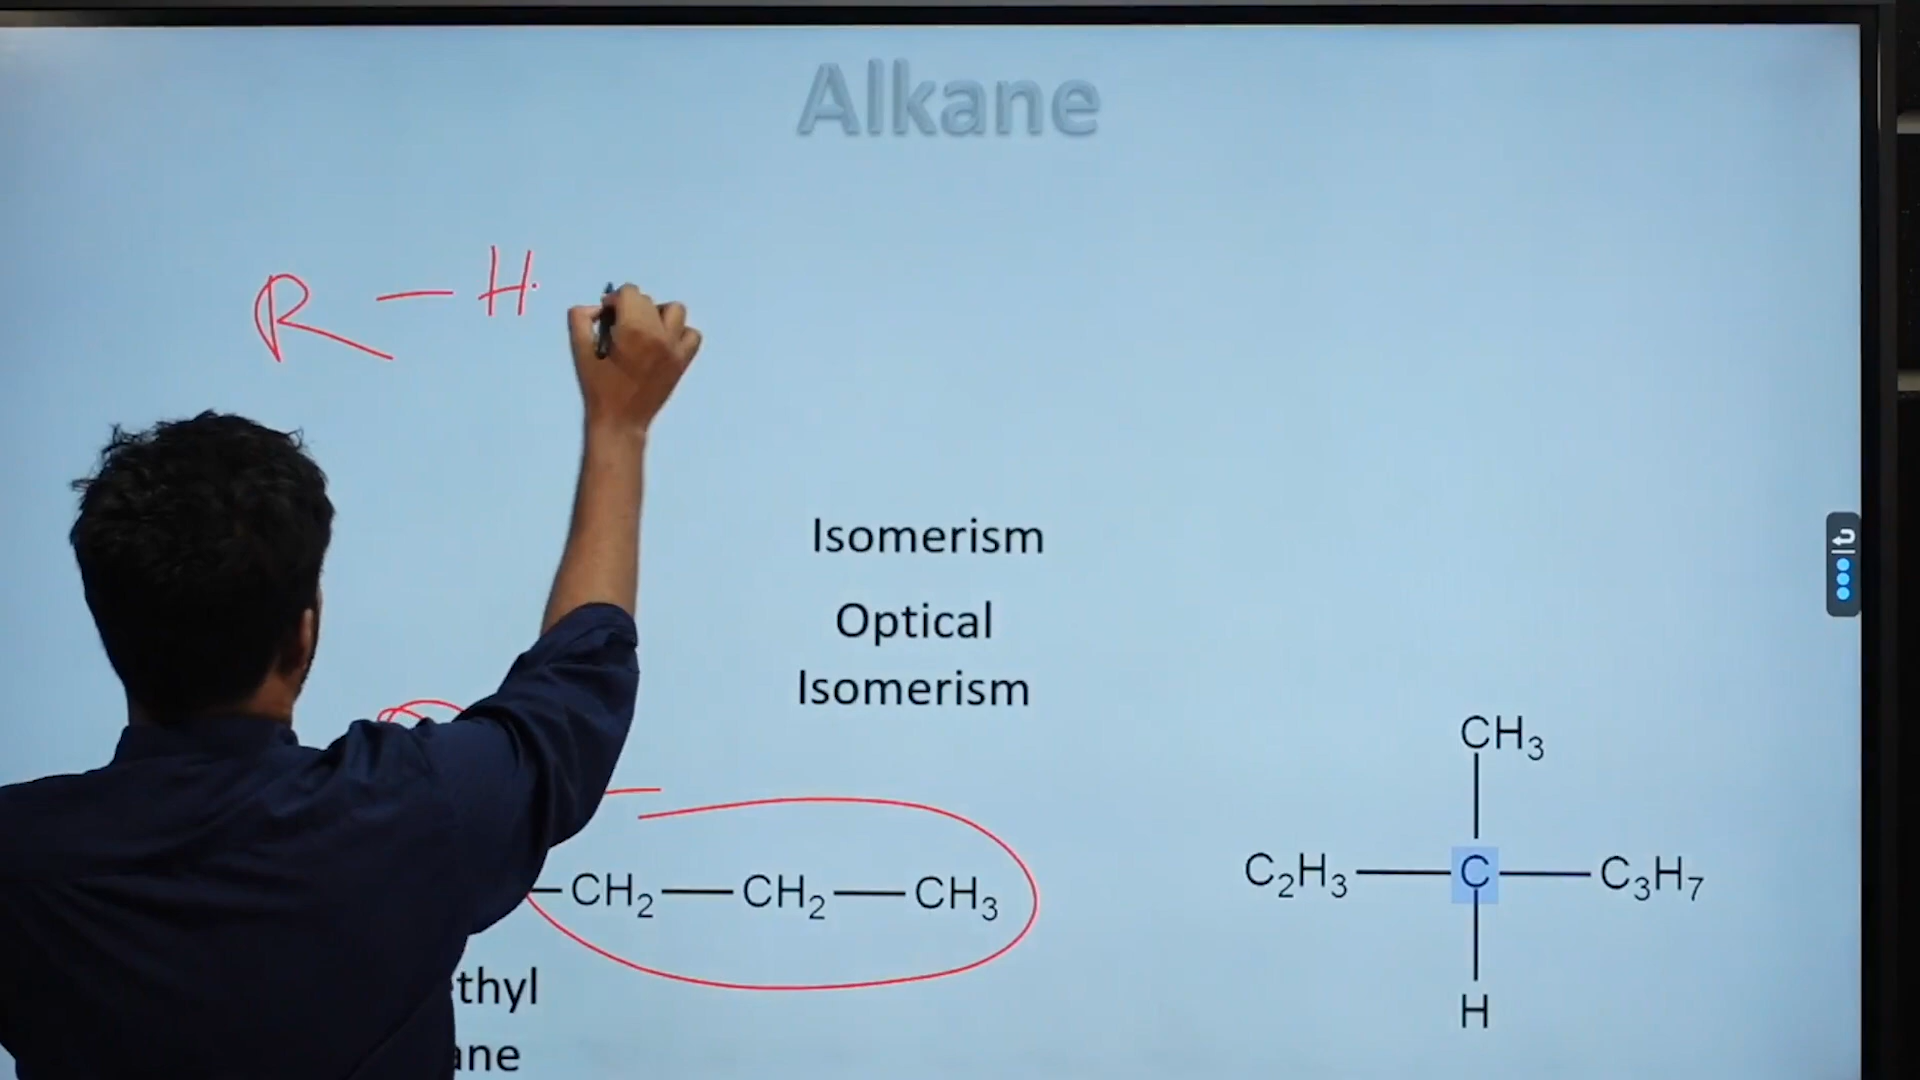 Alkane
R - H
Isomerism
Optical
Isomerism
CH₃
—CH₂—CH₂—CH₃
C₂H₃—C—C₃H₇
thyl
H
ane